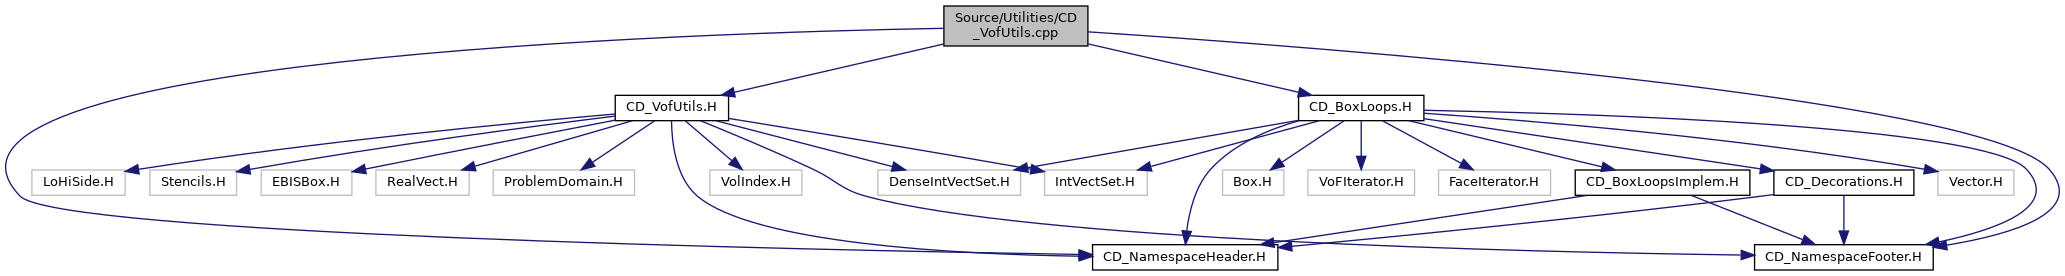 Source/Utilities/CD
_VofUtils.cpp
CD_VofUtils.H
CD_BoxLoops.H
LoHiSide.H
Stencils.H
EBISBox.H
RealVect.H
ProblemDomain.H
VolIndex.H
DenseIntVectSet.H
IntVectSet.H
Box.H
VoFIterator.H
FaceIterator.H
CD_BoxLoopsImplem.H
CD_Decorations.H
Vector.H
CD_NamespaceHeader.H
CD_NamespaceFooter.H